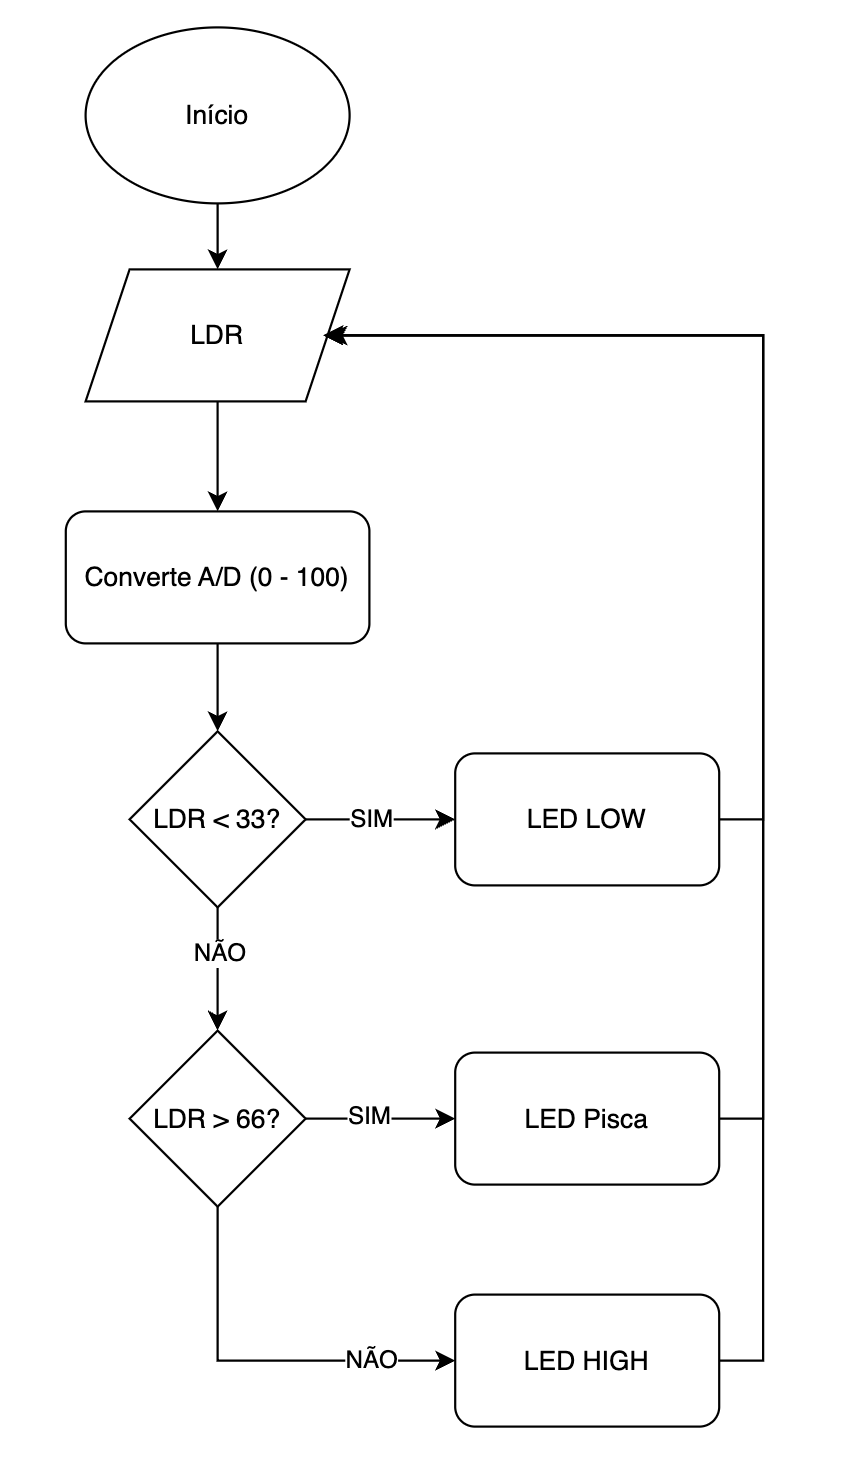 Início
LDR
Converte A/D (0 - 100)
LDR < 33?
SIM
LED LOW
NÃO
LDR > 66?
SIM
LED Pisca
NÃO
LED HIGH